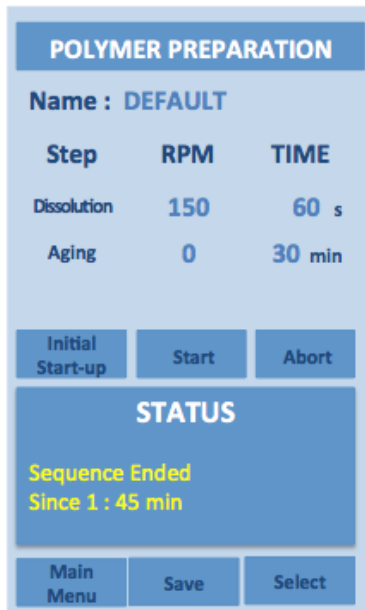 POLYMER PREPARATION
Name : DEFAULT
Step RPM TIME
Dissolution 150 60 s
Aging 0 30 min
Initial Start-up Start Abort
STATUS
Sequence Ended
Since 1 : 45 min
Main Menu Save Select